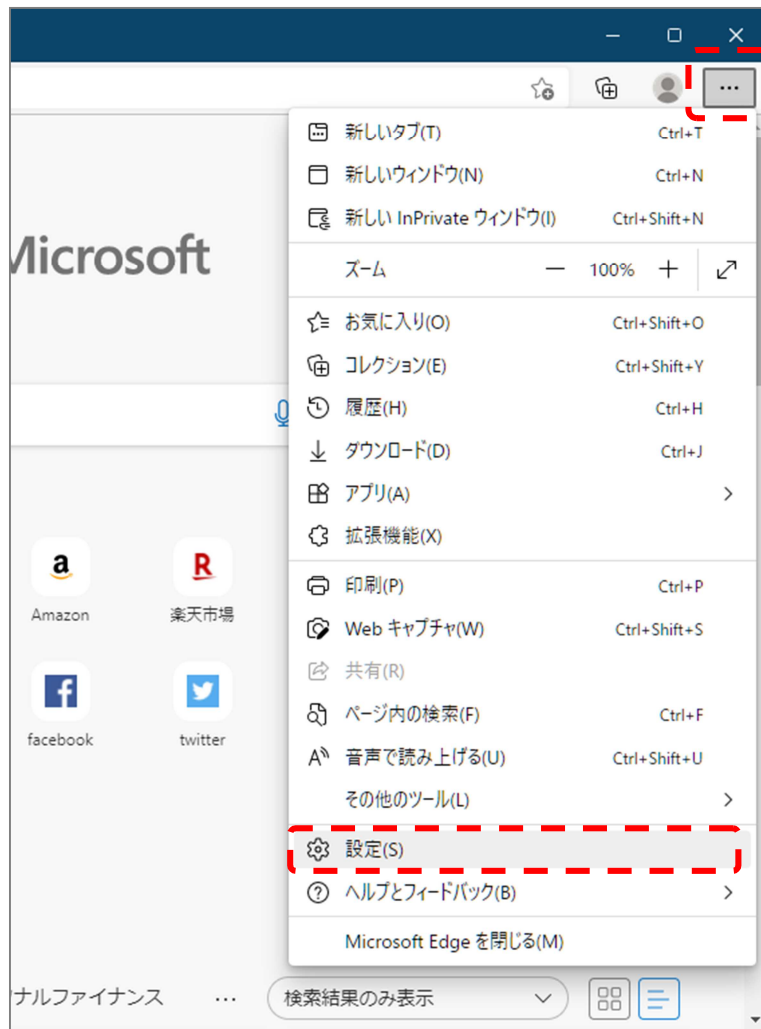 新しいタブ(T) Ctrl+T
新しいウィンドウ(N) Ctrl+N
新しい InPrivate ウィンドウ(I) Ctrl+Shift+N
Microsoft
ズーム 100%
お気に入り(O) Ctrl+Shift+O
コレクション(E) Ctrl+Shift+Y
履歴(H) Ctrl+H
ダウンロード(D) Ctrl+J
アプリ(A)
拡張機能(X)
印刷(P) Ctrl+P
Amazon 楽天市場
Web キャプチャ(W) Ctrl+Shift+S
共有(R)
ページ内の検索(F) Ctrl+F
facebook twitter
音声で読み上げる(U) Ctrl+Shift+U
その他のツール(L)
設定(S)
ヘルプとフィードバック(B)
Microsoft Edge を閉じる(M)
ナルファイナンス ... 検索結果のみ表示